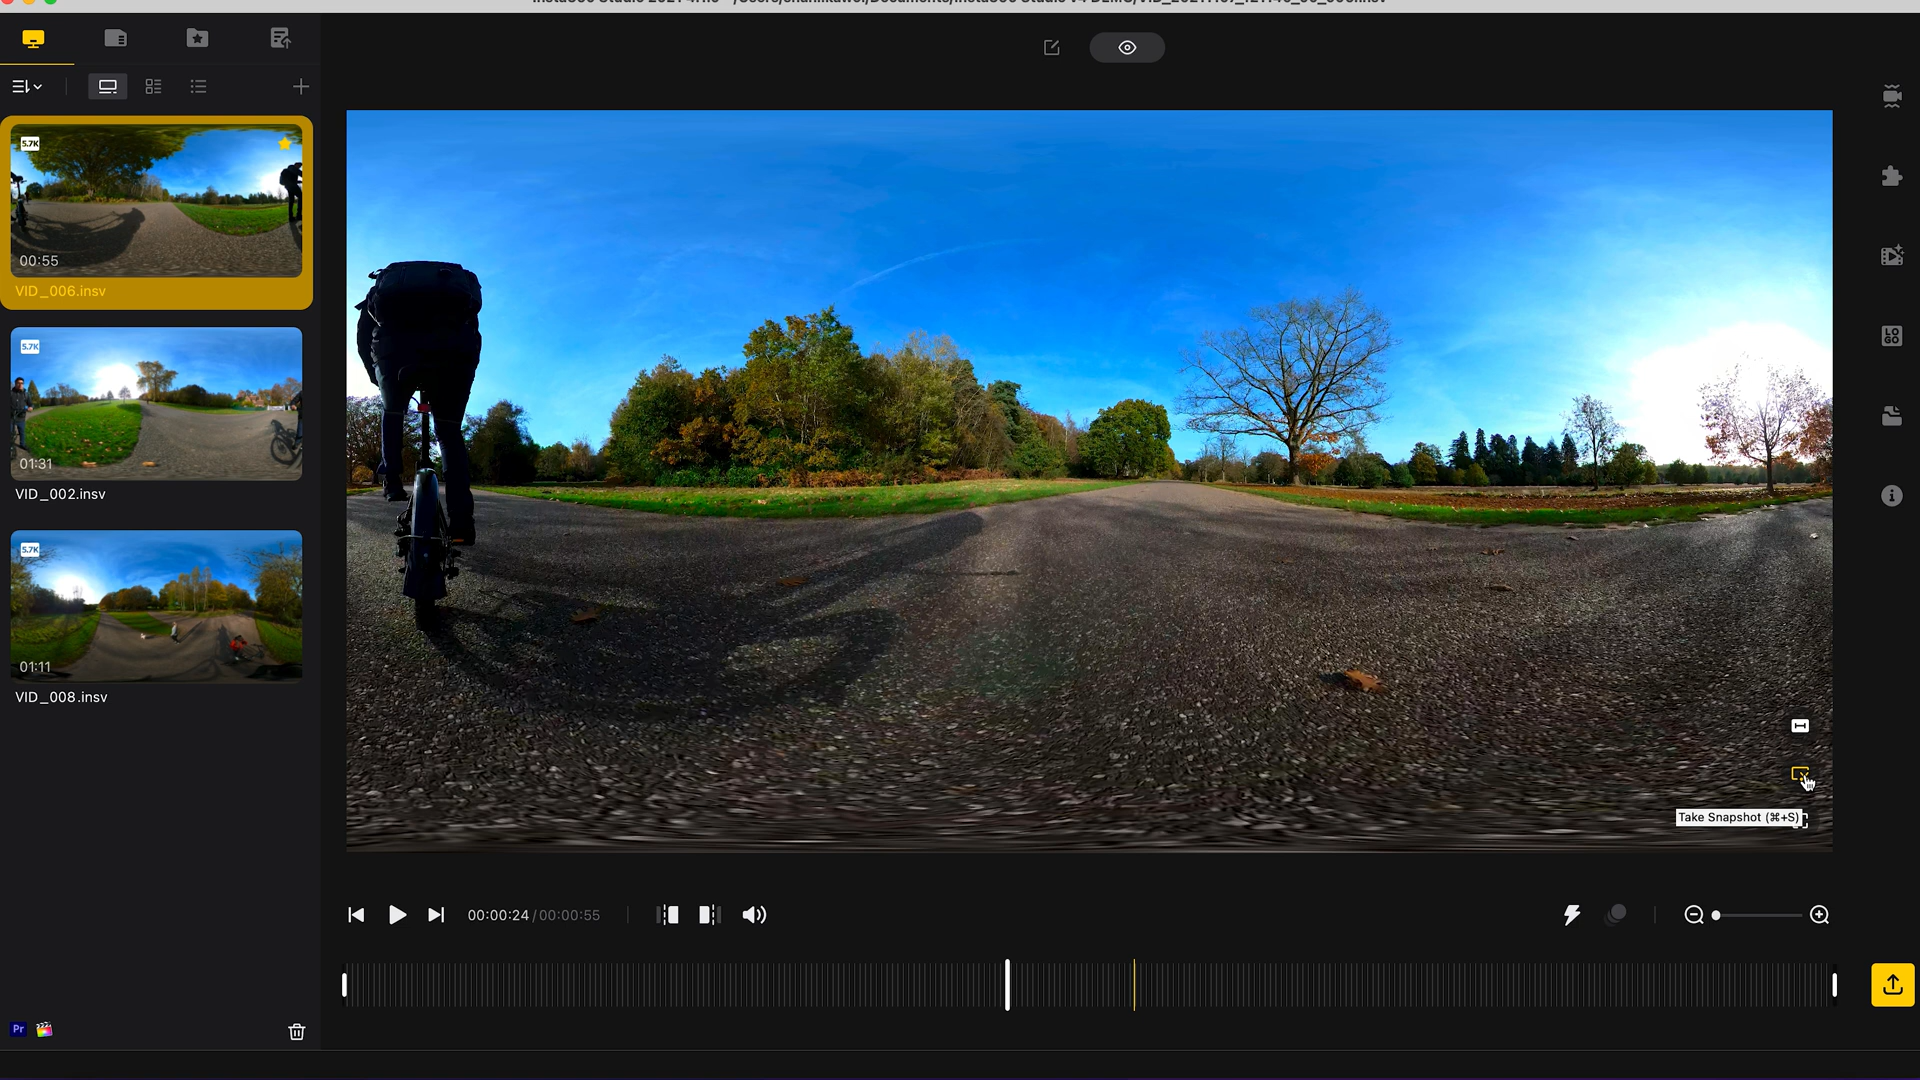 5.7K
00:55
VID_006.insv
5.7K
01:31
VID_002.insv
5.7K
01:11
VID_008.insv
LOGO
Take Snapshot (⌘+S)
00:00:24/00:00:55
Pr